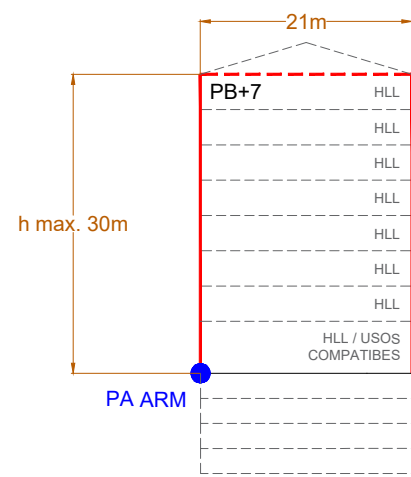 21m
PB+7
HLL
HLL
HLL
HLL
h max. 30m
HLL
HLL
HLL
HLL / USOS
COMPATIBES
PA ARM